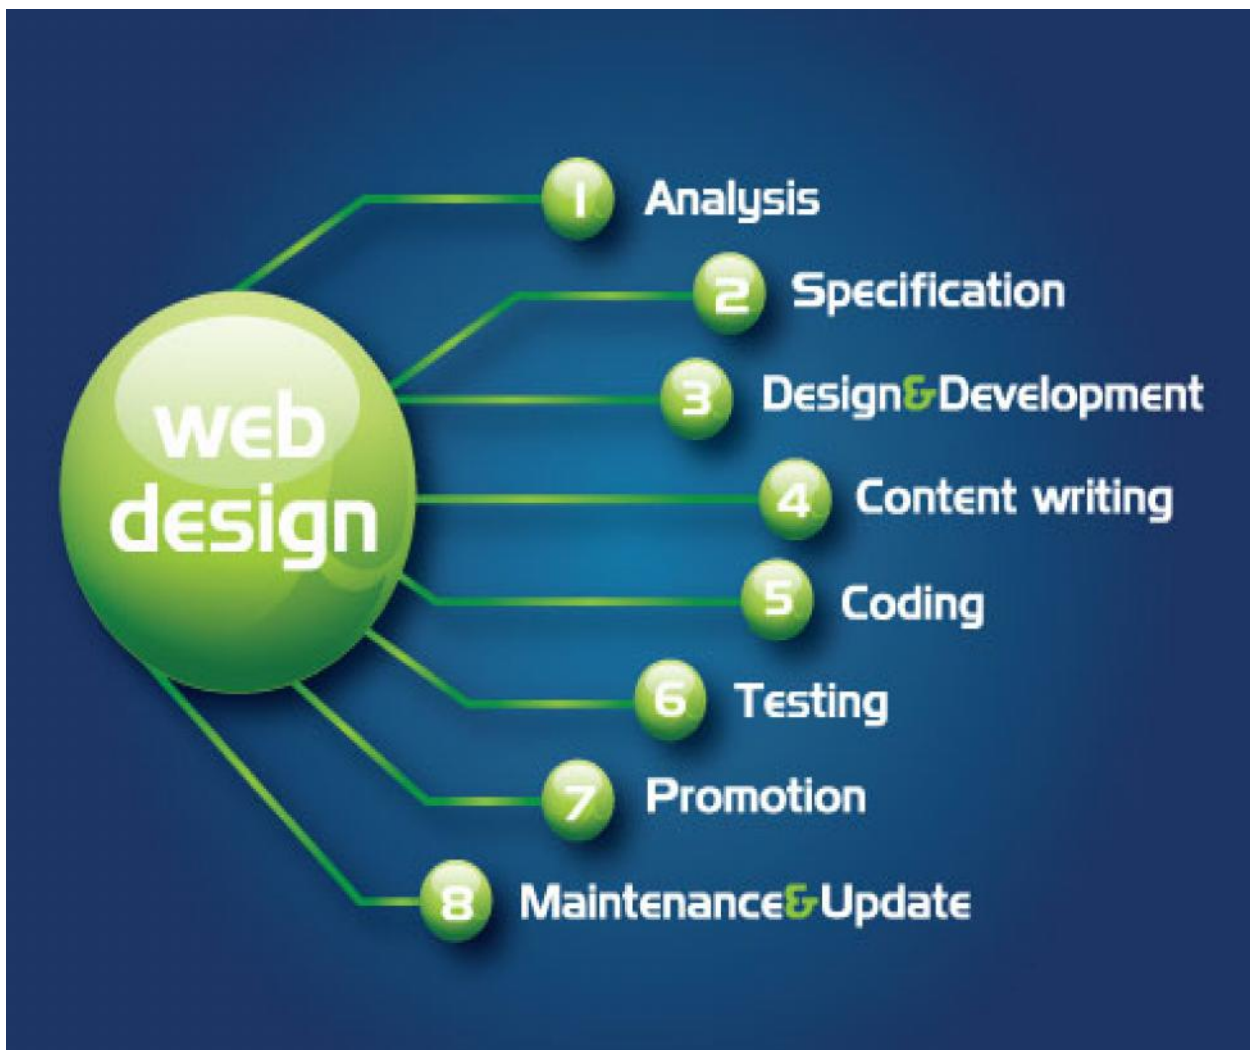 web
design
1 Analysis
2 Specification
3 Design&Development
4 Content writing
5 Coding
6 Testing
7 Promotion
8 Maintenance&Update